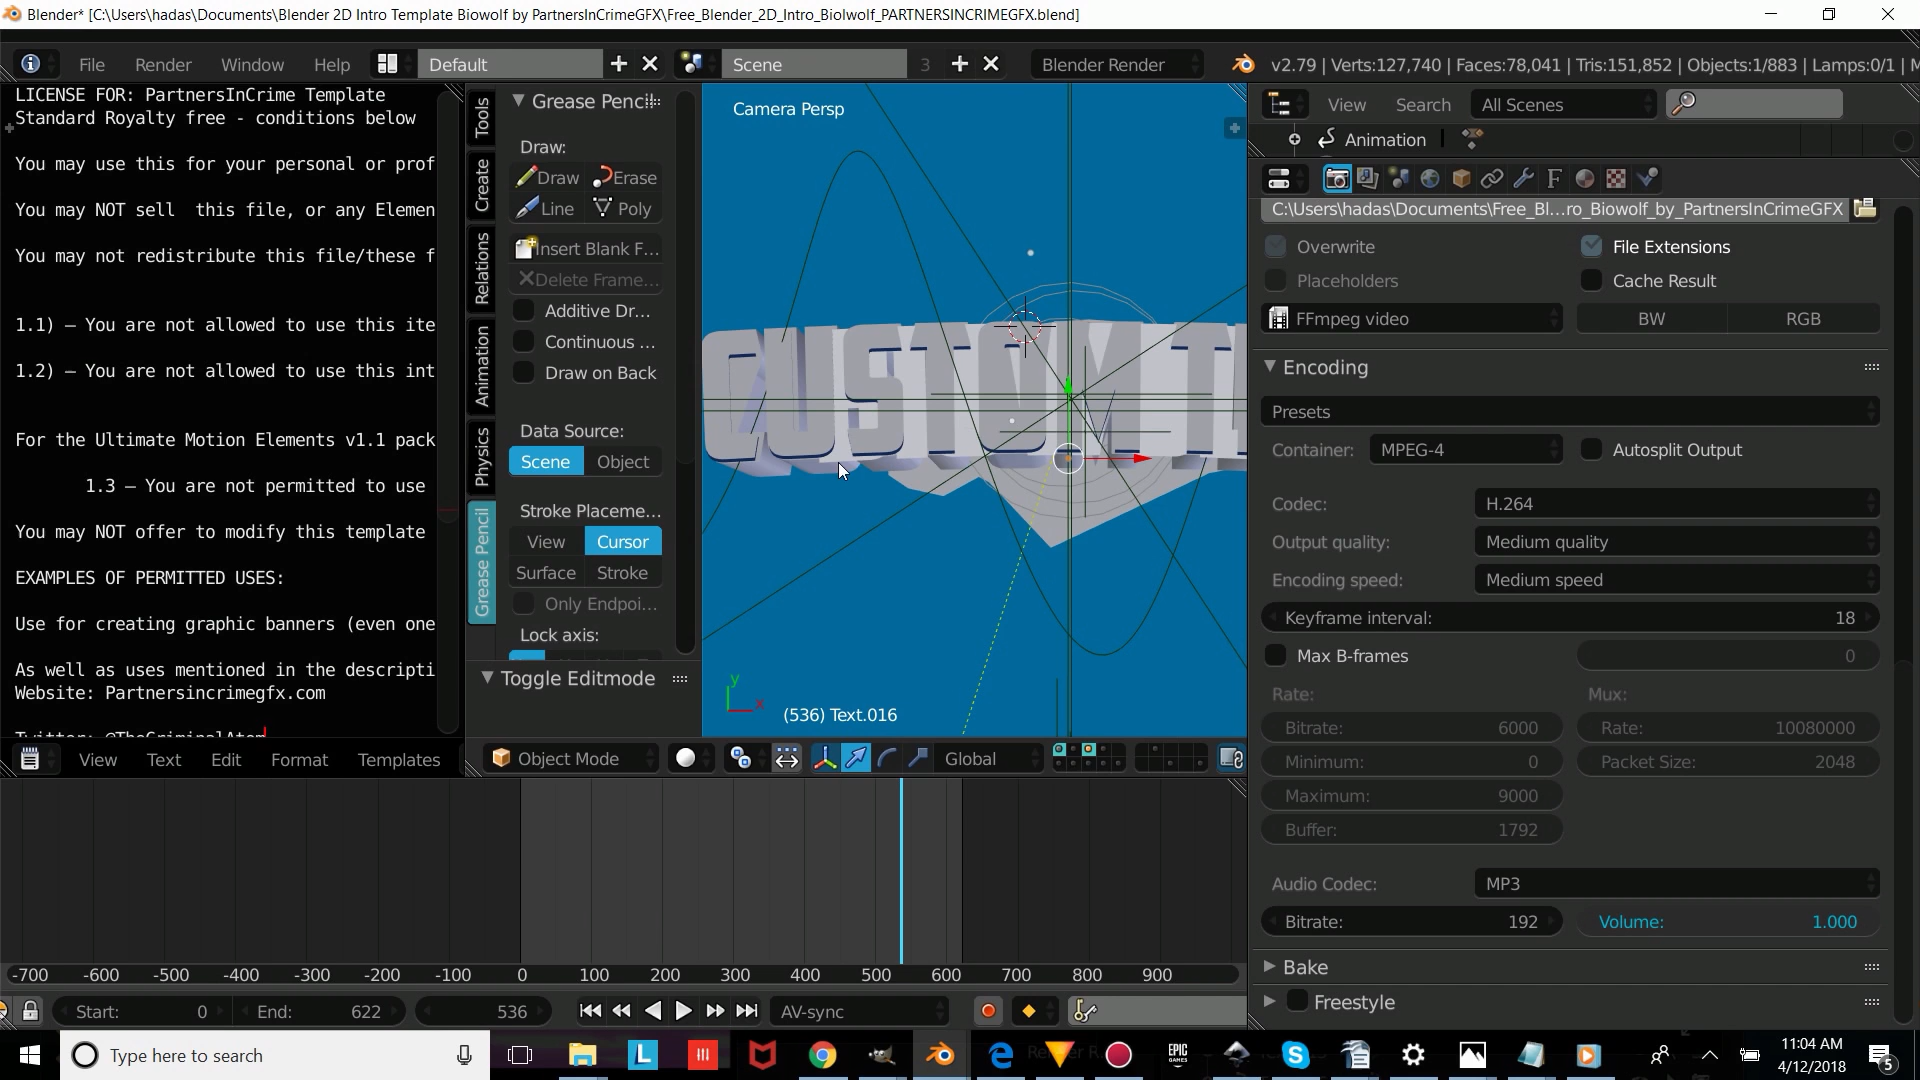 Blender* [C:\Users\hadas\Documents\Blender 2D Intro Template Biowolf by PartnersInCrimeGFX\Free_Blender_2D_Intro_Biolwolf_PARTNERSINCRIMEGFX.blend]
File Render Window Help Default Scene 3 Blender Render v2.79 | Verts:127,740 | Faces:78,041 | Tris:151,852 | Objects:1/883 | Lamps:0/1 |
LICENSE FOR: PartnersInCrime Template
Standard Royalty free - conditions below
You may use this for your personal or prof
You may NOT sell  this file, or any Elemen
You may not redistribute this file/these f
1.1) – You are not allowed to use this ite
1.2) – You are not allowed to use this int
For the Ultimate Motion Elements v1.1 pack
1.3 – You are not permitted to use
You may NOT offer to modify this template
EXAMPLES OF PERMITTED USES:
Use for creating graphic banners (even one
As well as uses mentioned in the descripti
Website: Partnersincrimegfx.com
Twitter: @TheCriminalAtom
View Text Edit Format Templates
Tools
Create
Relations
Animation
Physics
Grease Pencil
Grease Pencil
Draw:
Draw Erase
Line Poly
Insert Blank F...
Delete Frame...
Additive Dr...
Continuous ...
Draw on Back
Data Source:
Scene Object
Stroke Placeme...
View Cursor
Surface Stroke
Only Endpoi...
Lock axis:
Toggle Editmode
Camera Persp
CUSTOM
y
x
(536) Text.016
Object Mode Global
View Search All Scenes
Animation
C:\Users\hadas\Documents\Free_Bl...ro_Biowolf_by_PartnersInCrimeGFX
Overwrite File Extensions
Placeholders Cache Result
FFmpeg video BW RGB
Encoding
Presets
Container: MPEG-4 Autosplit Output
Codec: H.264
Output quality: Medium quality
Encoding speed: Medium speed
Keyframe interval: 18
Max B-frames 0
Rate: Mux:
Bitrate: 6000 Rate: 10080000
Minimum: 0 Packet Size: 2048
Maximum: 9000
Buffer: 1792
Audio Codec: MP3
Bitrate: 192 Volume: 1.000
Bake
Freestyle
-700 -600 -500 -400 -300 -200 -100 0 100 200 300 400 500 600 700 800 900
Start: 0 End: 622 536 AV-sync
Type here to search
L
EPIC
GAMES
11:04 AM
4/12/2018
5